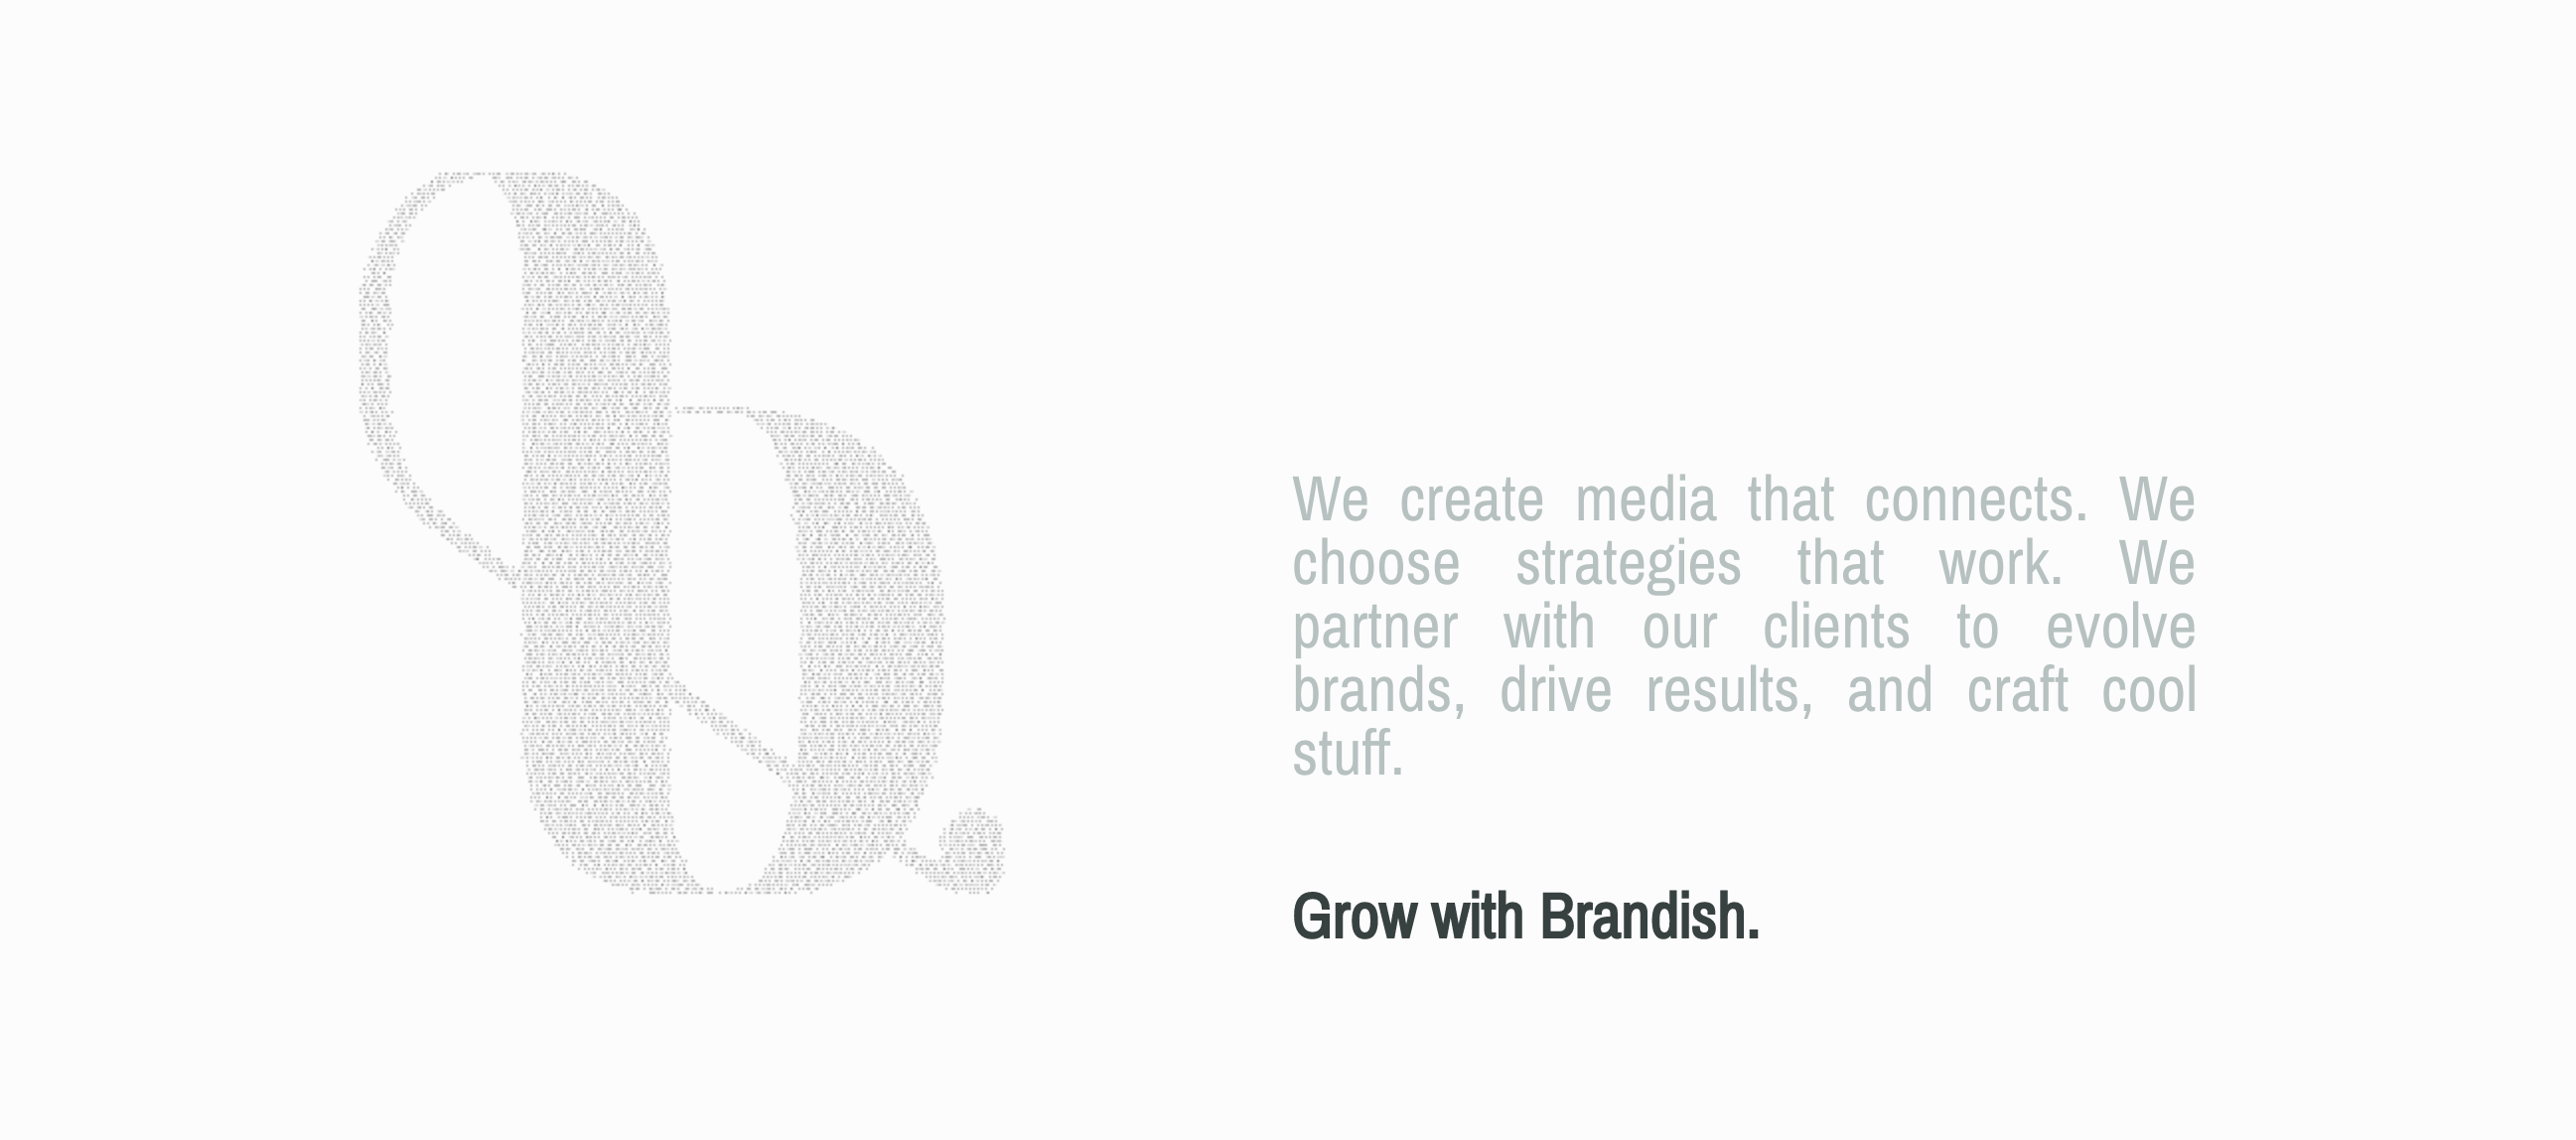 We create media that connects. We
choose strategies that work. We
partner with our clients to evolve
brands, drive results, and craft cool
stuff.
Grow with Brandish.